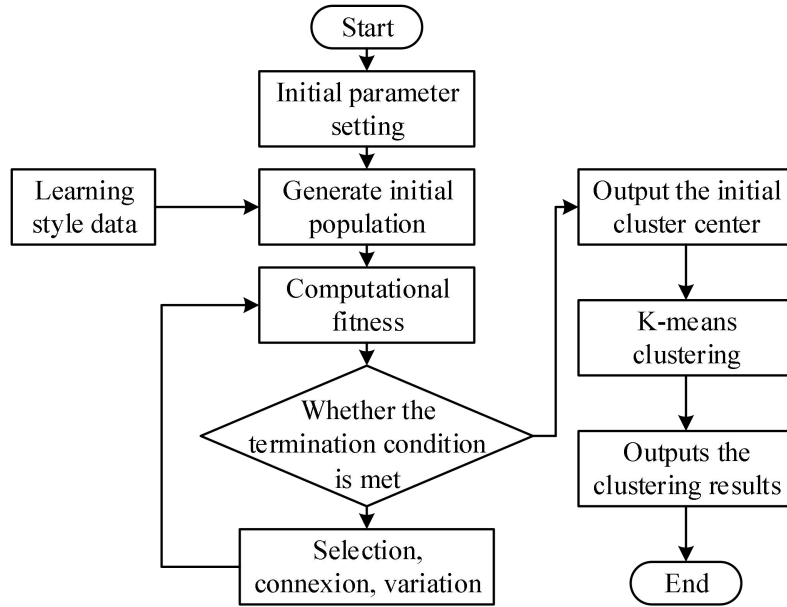 Start
Initial parameter
setting
Learning
style data
Generate initial
population
Computational
fitness
Whether the
termination condition
is met
Selection,
connexion, variation
Output the initial
cluster center
K-means
clustering
Outputs the
clustering results
End